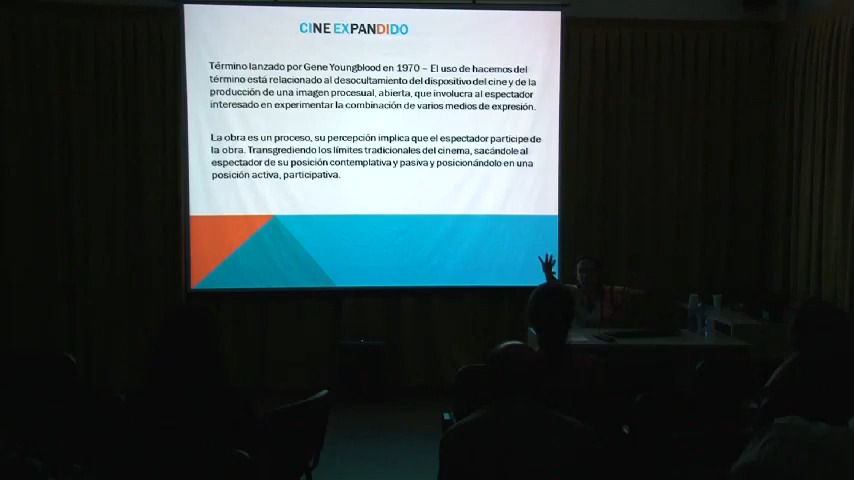 CINE EXPANDIDO
Término lanzado por Gene Youngblood en 1970 – El uso de hacemos del
término está relacionado al desocultamiento del dispositivo del cine y de la
producción de una imagen procesual, abierta, que involucra al espectador
interesado en experimentar la combinación de varios medios de expresión.
La obra es un proceso, su percepción implica que el espectador participe de
la obra. Transgrediendo los límites tradicionales del cinema, sacándole al
espectador de su posición contemplativa y pasiva y posicionándolo en una
posición activa, participativa.